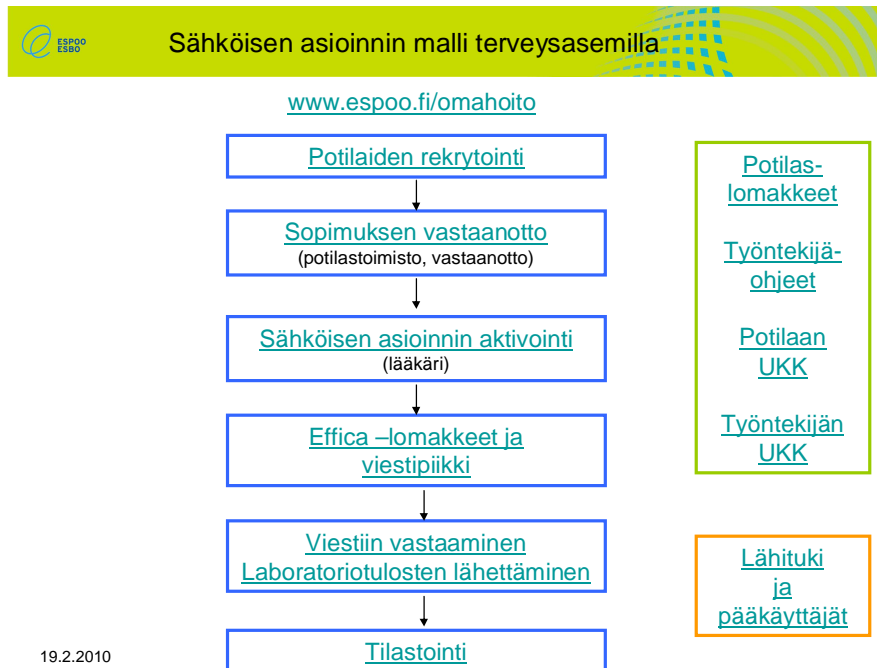 ESPOO
ESBO
Sähköisen asioinnin malli terveysasemilla
www.espoo.fi/omahoito
Potilaiden rekrytointi
Sopimuksen vastaanotto
(potilastoimisto, vastaanotto)
Sähköisen asioinnin aktivointi
(lääkäri)
Effica –lomakkeet ja
viestipiikki
Viestiin vastaaminen
Laboratoriotulosten lähettäminen
Tilastointi
Potilas-
lomakkeet
Työntekijä-
ohjeet
Potilaan
UKK
Työntekijän
UKK
Lähituki
ja
pääkäyttäjät
19.2.2010